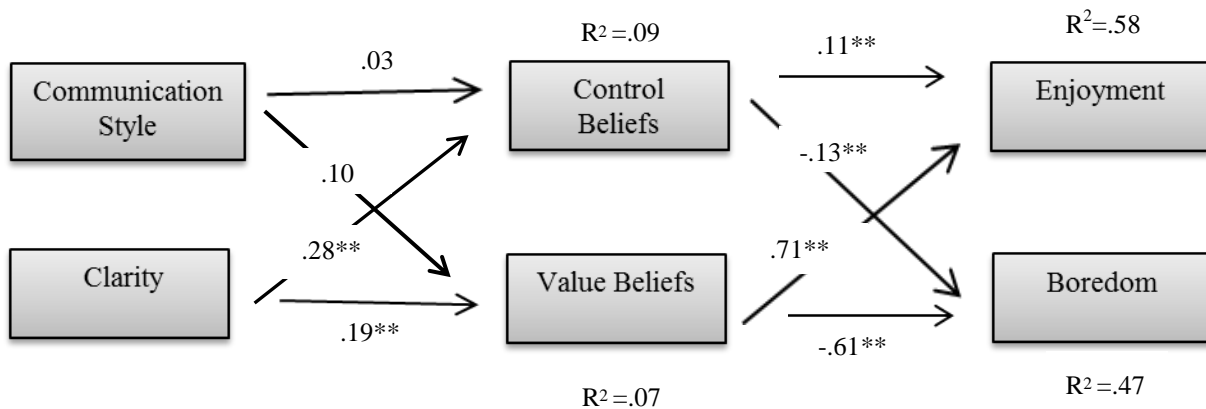 R² =.09
.11**
R²=.58
.03
Communication
Style
Control
Beliefs
Enjoyment
.10
-.13**
.28**
.71**
Clarity
Value Beliefs
Boredom
.19**
-.61**
R² =.07
R² =.47